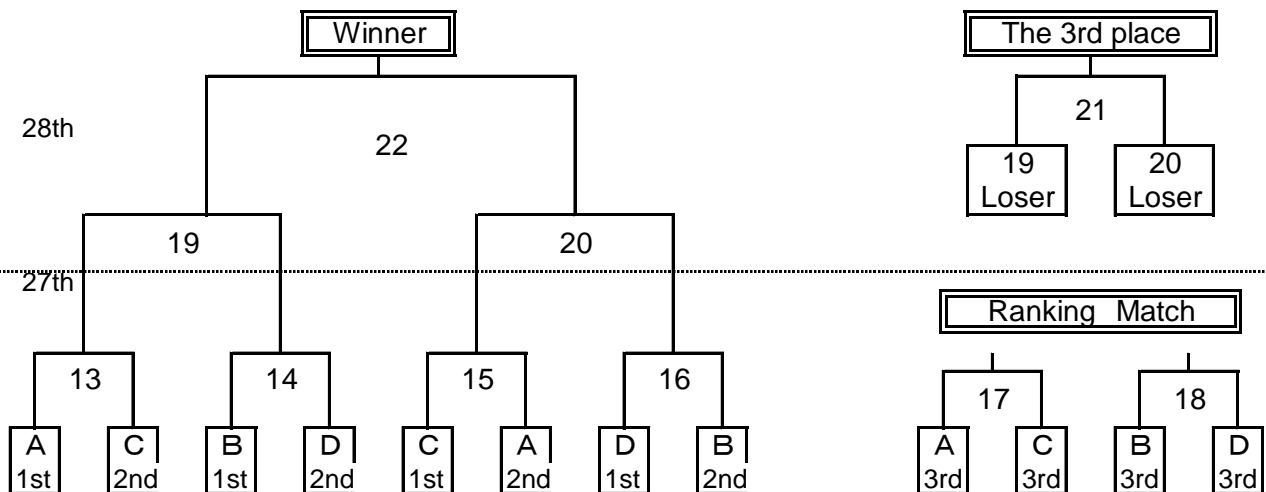 Winner
The 3rd place
28th
22
21
19 Loser
20 Loser
19
20
27th
Ranking Match
13
14
15
16
17
18
A 1st
C 2nd
B 1st
D 2nd
C 1st
A 2nd
D 1st
B 2nd
A 3rd
C 3rd
B 3rd
D 3rd